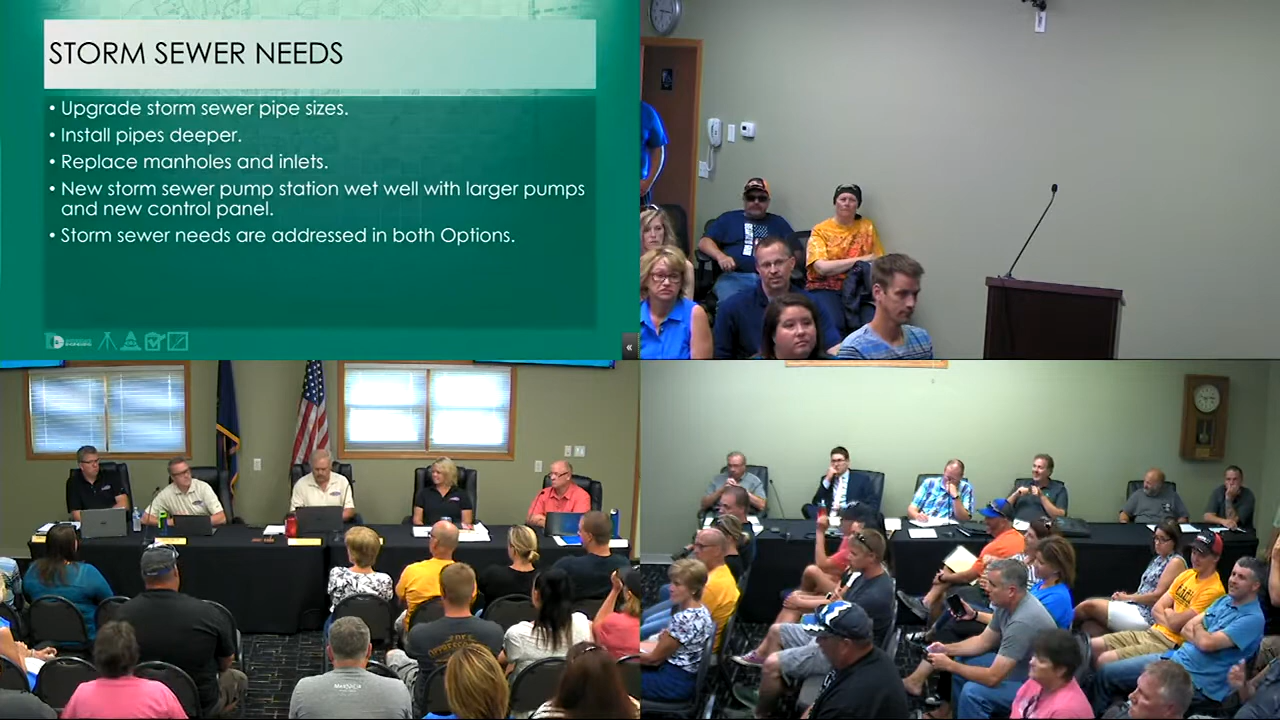 STORM SEWER NEEDS
• Upgrade storm sewer pipe sizes.
• Install pipes deeper.
• Replace manholes and inlets.
• New storm sewer pump station wet well with larger pumps
and new control panel.
• Storm sewer needs are addressed in both Options.
«